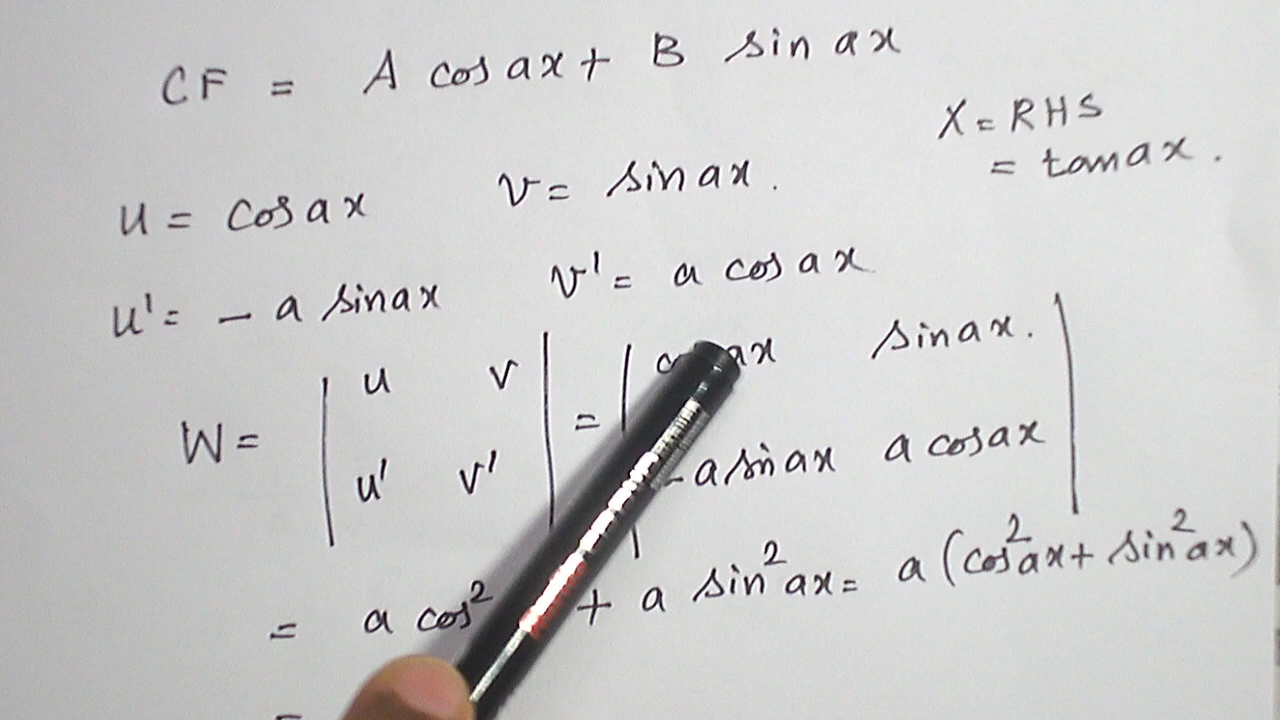 CF = A cos ax + B sin ax
X = RHS
= tan ax.
u = cos ax v = sin ax.
u' = - a sin ax v' = a cos ax
W = | u v | = | ax sin ax. |
| u' v' | - a sin ax a cos ax
= a cos² + a sin² ax = a (cos² ax + sin² ax)
=